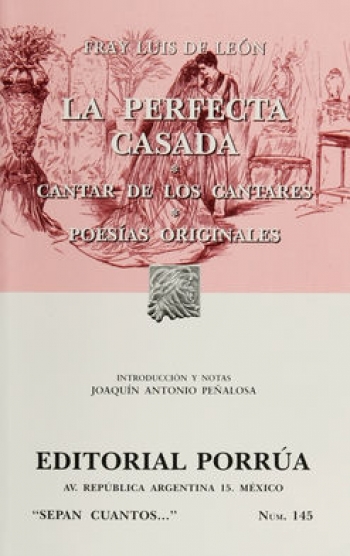 FRAY LUIS DE LEÓN
LA PERFECTA
CASADA
*
CANTAR DE LOS CANTARES
*
POESÍAS ORIGINALES
INTRODUCCIÓN Y NOTAS
JOAQUÍN ANTONIO PEÑALOSA
EDITORIAL PORRÚA
AV. REPÚBLICA ARGENTINA 15. MÉXICO
"SEPAN CUANTOS..." NÚM. 145